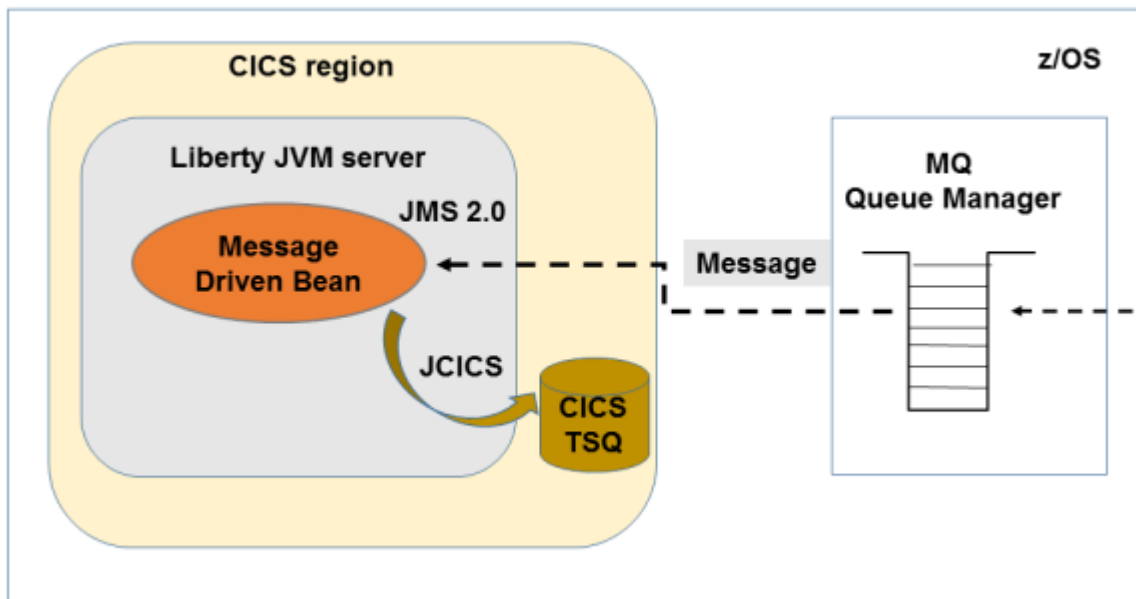 CICS region
z/OS
Liberty JVM server
MQ
Queue Manager
JMS 2.0
Message
Driven Bean
Message
JCICS
CICS
TSQ